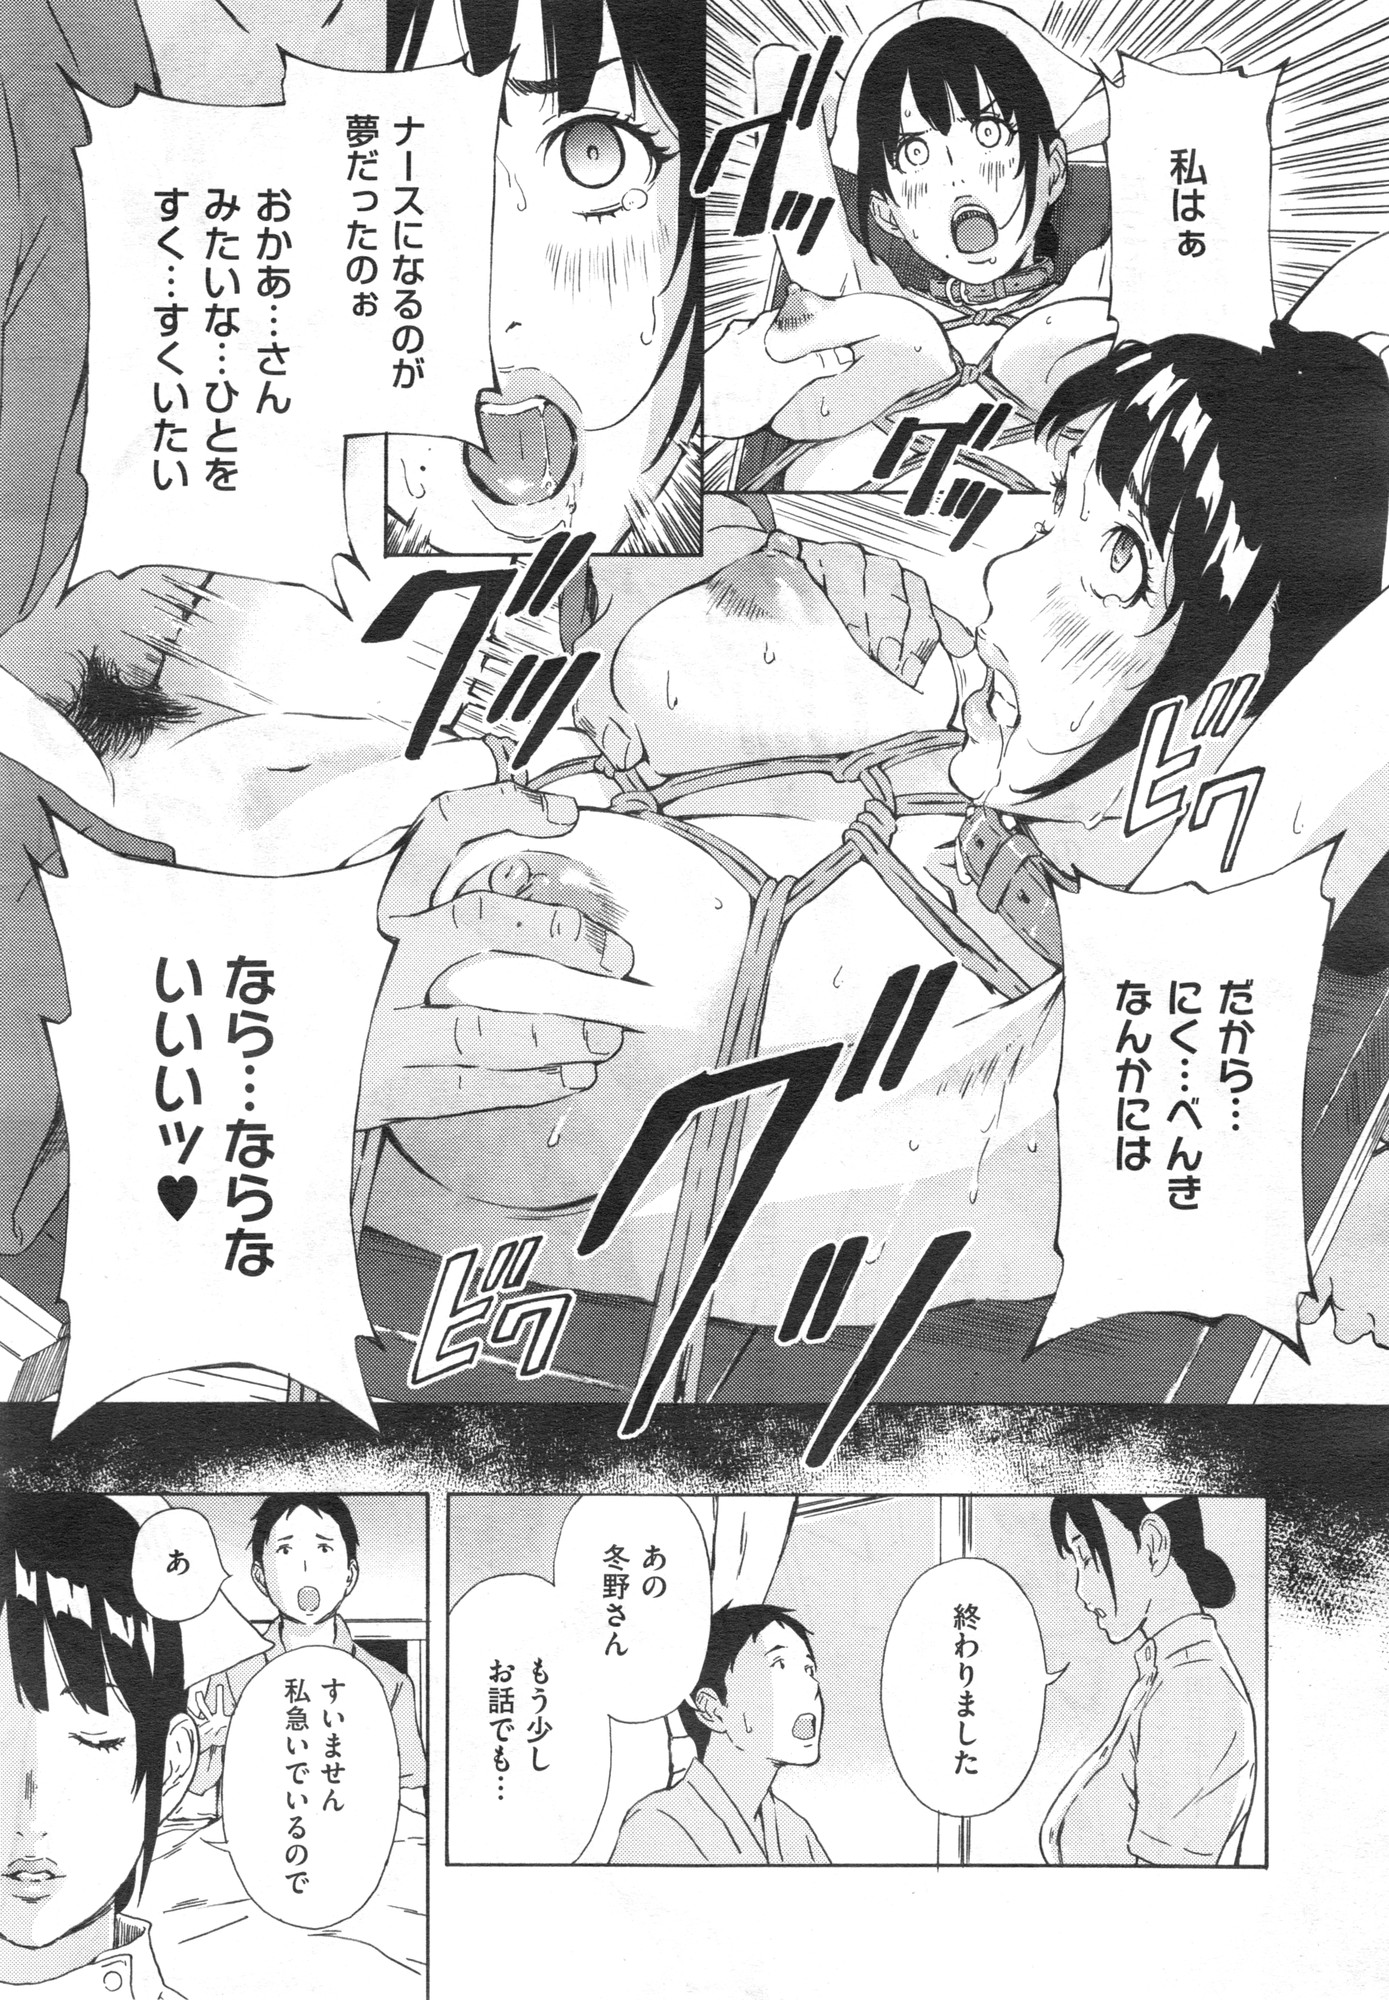 私はぁ
ナースになるのが
夢だったのぉ
おかあ…さん
みたいな…ひとを
すく…すくいたい
グッ
グッ
グッ
ビク
だから…
にく…べんき
なんかには
なら…ならな
いいいッ♥
グッ
ビク
終わりました
あの
冬野さん
もう少し
お話でも…
あ
すいません
私急いでいるので